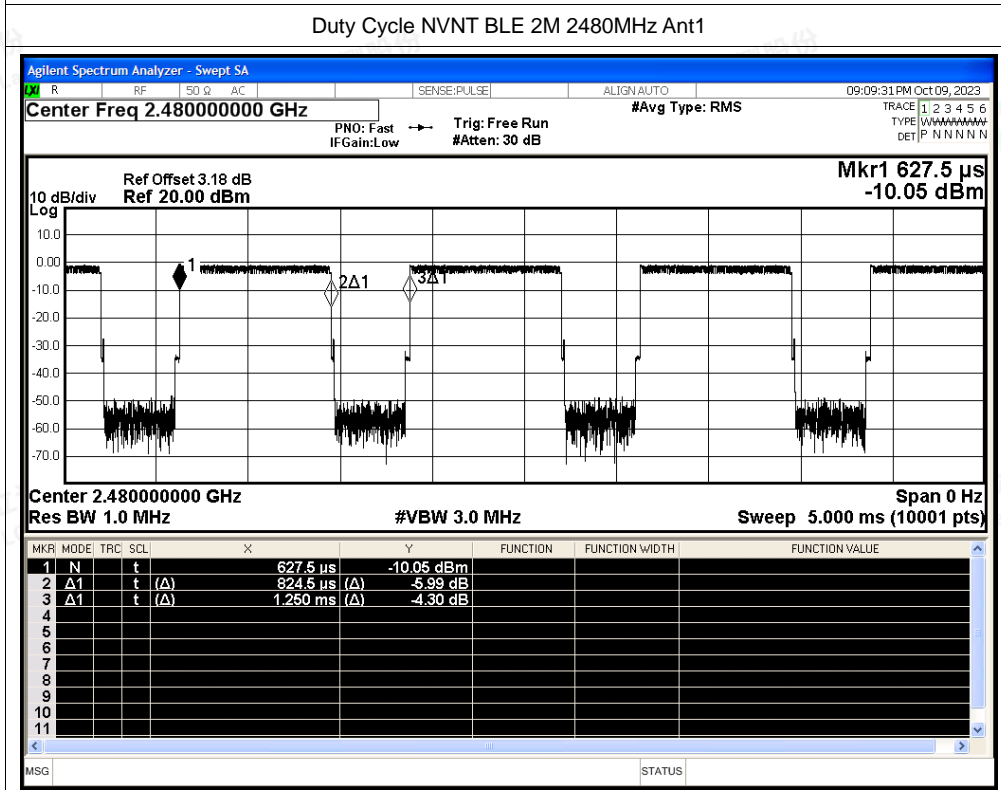 Duty Cycle NVNT BLE 2M 2480MHz Ant1
Agilent Spectrum Analyzer - Swept SA
LXI R RF 50 Ω AC SENSE:PULSE ALIGN AUTO 09:09:31 PM Oct 09, 2023
Center Freq 2.480000000 GHz #Avg Type: RMS TRACE 1 2 3 4 5 6
PNO: Fast Trig: Free Run TYPE
IFGain:Low #Atten: 30 dB DET P N N N N N
Mkr1 627.5 µs
-10.05 dBm
Ref Offset 3.18 dB
10 dB/div Ref 20.00 dBm
Log
10.0
0.00
1
2Δ1
3Δ1
-10.0
-20.0
-30.0
-40.0
-50.0
-60.0
-70.0
Center 2.480000000 GHz Span 0 Hz
Res BW 1.0 MHz #VBW 3.0 MHz Sweep 5.000 ms (10001 pts)
MKR MODE TRC SCL X Y FUNCTION FUNCTION WIDTH FUNCTION VALUE
1 N t 627.5 µs -10.05 dBm
2 Δ1 t (Δ) 824.5 µs (Δ) -5.99 dB
3 Δ1 t (Δ) 1.250 ms (Δ) -4.30 dB
4
5
6
7
8
9
10
11
MSG STATUS